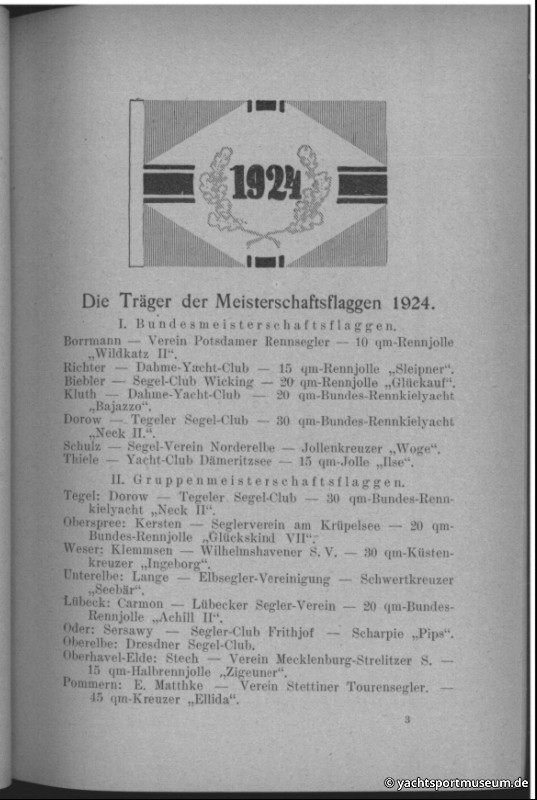 1924
Die Träger der Meisterschaftsflaggen 1924.
I. Bundesmeisterschaftsflaggen.
Borrmann — Verein Potsdamer Rennsegler — 10 qm-Rennjolle
„Wildkatz II“.
Richter — Dahme-Yacht-Club — 15 qm-Rennjolle „Sleipner“.
Biebler — Segel-Club Wicking — 20 qm-Rennjolle „Glückauf“.
Kluth — Dahme-Yacht-Club — 20 qm-Bundes-Rennkielyacht
„Bajazzo“.
Dorow — Tegeler Segel-Club — 30 qm-Bundes-Rennkielyacht
„Neck II.“.
Schulz — Segel-Verein Norderelbe — Jollenkreuzer „Woge“.
Thiele — Yacht-Club Dämeritzsee — 15 qm-Jolle „Ilse“.
II. Gruppenmeisterschaftsflaggen.
Tegel: Dorow — Tegeler Segel-Club — 30 qm-Bundes-Renn-
kielyacht „Neck II“.
Oberspree: Kersten — Seglerverein am Krüpelsee — 20 qm-
Bundes-Rennjolle „Glückskind VII“.
Weser: Klemmsen — Wilhelmshavener S. V. — 30 qm-Küsten-
kreuzer „Ingeborg“.
Unterelbe: Lange — Elbsegler-Vereinigung — Schwertkreuzer
„Seebär“.
Lübeck: Carmon — Lübecker Segler-Verein — 20 qm-Bundes-
Rennjolle „Achill II“.
Oder: Sersawy — Segler-Club Frithjof — Scharpie „Pips“.
Oberelbe: Dresdner Segel-Club.
Oberhavel-Elde: Stech — Verein Mecklenburg-Strelitzer S. —
15 qm-Halbrennjolle „Zigeuner“.
Pommern: E. Matthke — Verein Stettiner Tourensegler. —
45 qm-Kreuzer „Ellida“.
3
© yachtsportmuseum.de